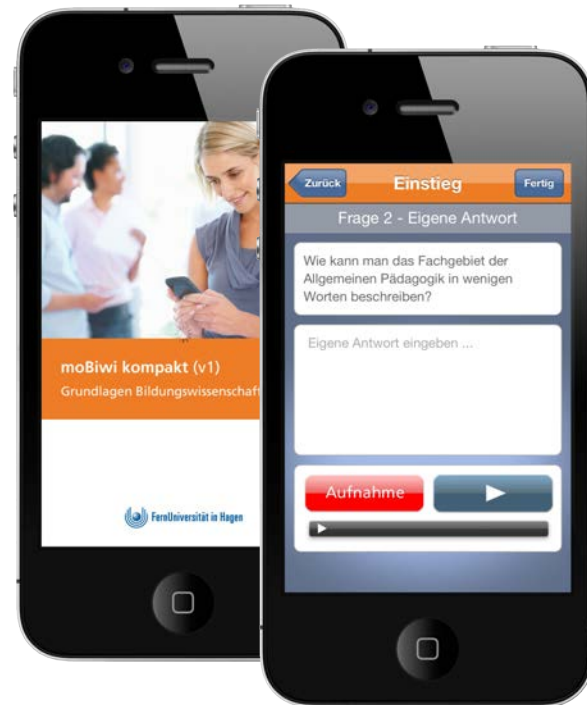 moBiwi kompakt (v1)
Grundlagen Bildungswissenschaft
FernUniversität in Hagen
Zurück
Einstieg
Fertig
Frage 2 - Eigene Antwort
Wie kann man das Fachgebiet der
Allgemeinen Pädagogik in wenigen
Worten beschreiben?
Eigene Antwort eingeben ...
Aufnahme